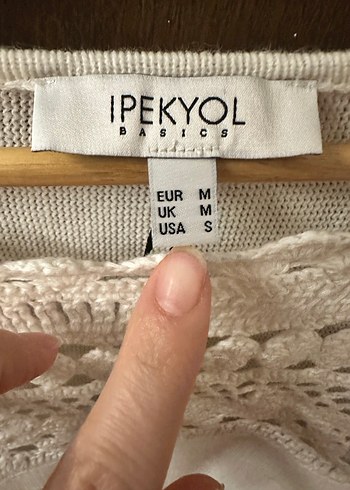 IPEKYOL
BASICS
EUR M
UK M
USA S